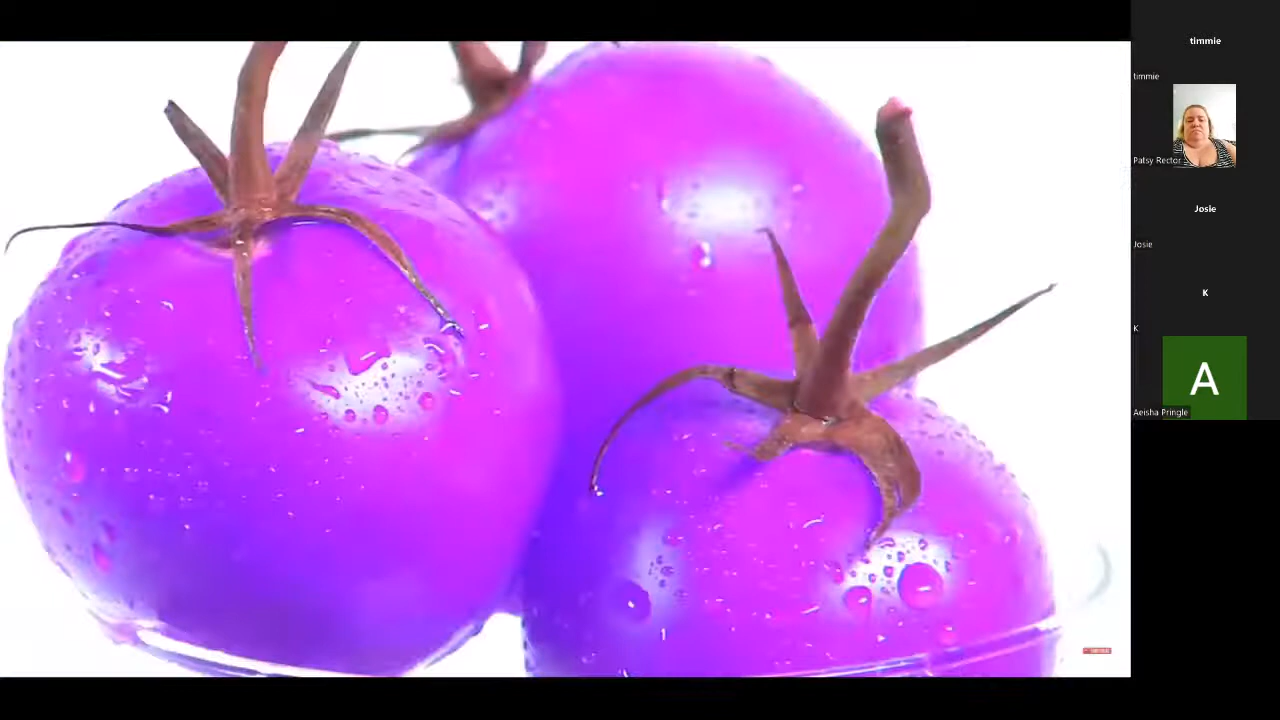 timmie
timmie
Patsy Rector
Josie
Josie
K
K
A
Aeisha Pringle